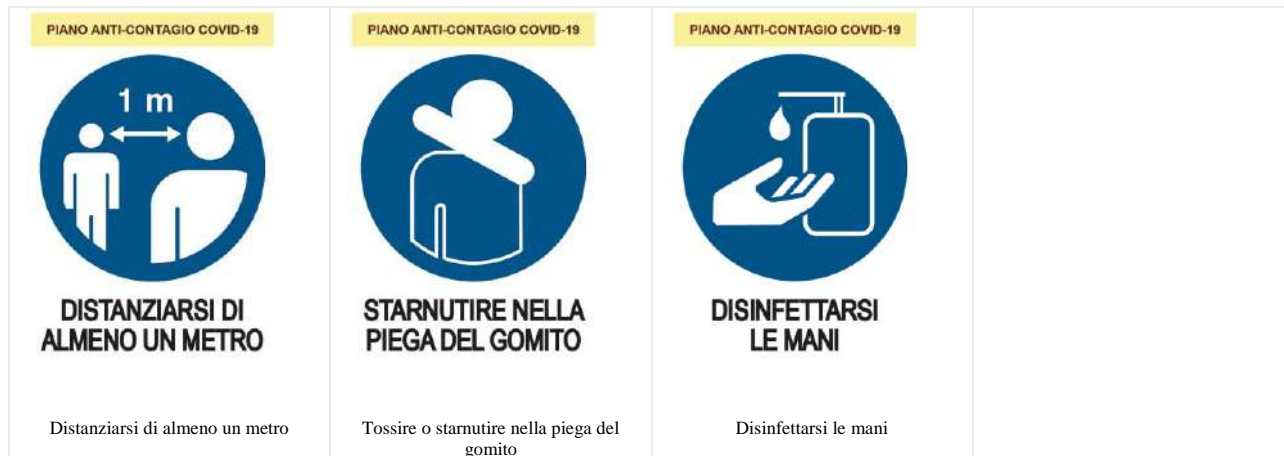 PIANO ANTI-CONTAGIO COVID-19
1 m
DISTANZIARSI DI
ALMENO UN METRO
Distanziarsi di almeno un metro
PIANO ANTI-CONTAGIO COVID-19
STARNUTIRE NELLA
PIEGA DEL GOMITO
Tossire o starnutire nella piega del
gomito
PIANO ANTI-CONTAGIO COVID-19
DISINFETTARSI
LE MANI
Disinfettarsi le mani